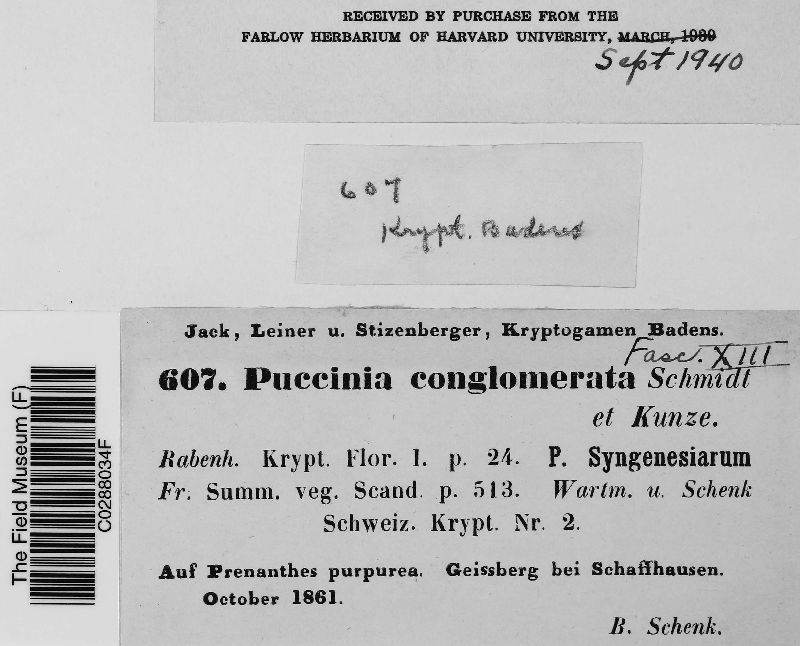 RECEIVED BY PURCHASE FROM THE
FARLOW HERBARIUM OF HARVARD UNIVERSITY, MARCH, 1939
Sept 1940
607
Krypt. Badens
Jack, Leiner u. Stizenberger, Kryptogamen Badens.
Fasc. XIII
607. Puccinia conglomerata Schmidt
et Kunze.
Rabenh. Krypt. Flor. I. p. 24. P. Syngenesiarum
Fr. Summ. veg. Scand. p. 513. Wartm. u. Schenk
Schweiz. Krypt. Nr. 2.
Auf Prenanthes purpurea. Geissberg bei Schaffhausen.
October 1861.
B. Schenk.
The Field Museum (F)
C0288034F